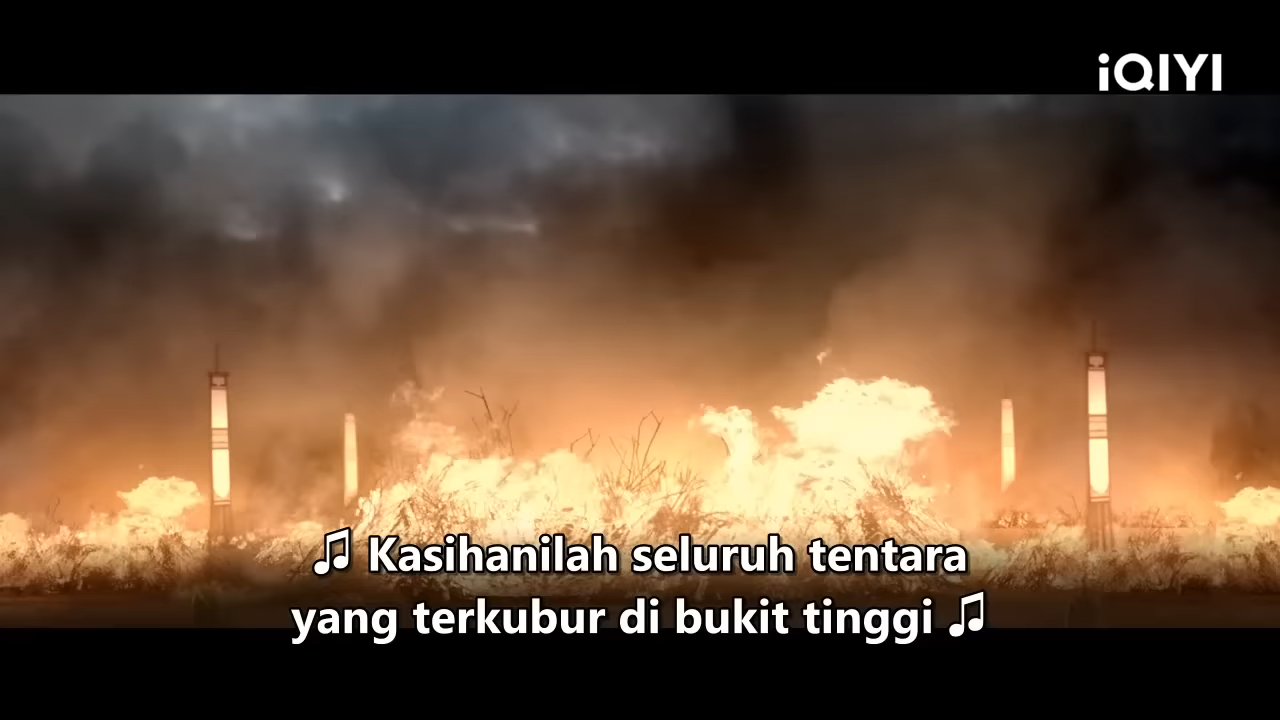 iQIYI
♫ Kasihanilah seluruh tentara
yang terkubur di bukit tinggi ♫